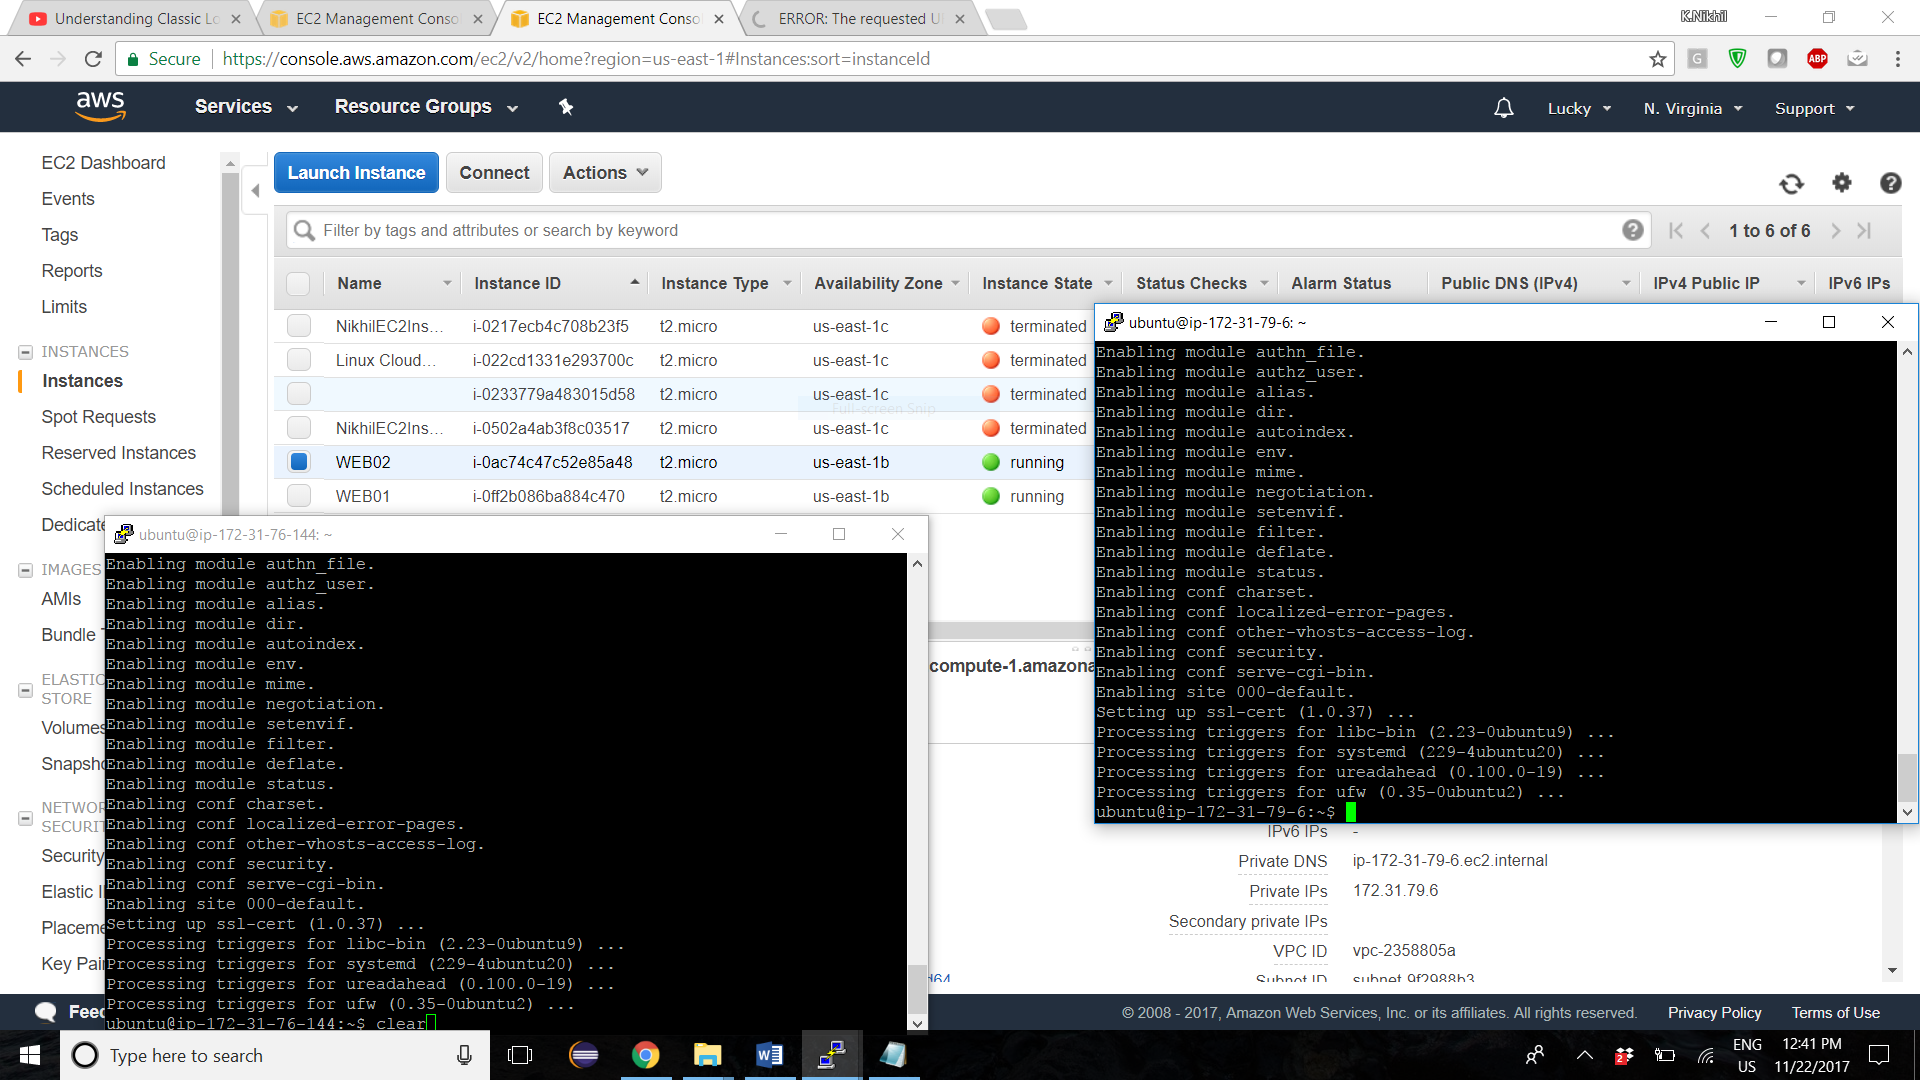 Understanding Classic Lo
EC2 Management Conso
EC2 Management Conso
ERROR: The requested U
K.Nikhil
Secure
https://console.aws.amazon.com/ec2/v2/home?region=us-east-1#Instances:sort=instanceId
G
ABP
aws
Services
Resource Groups
Lucky
N. Virginia
Support
EC2 Dashboard
Events
Tags
Reports
Limits
INSTANCES
Instances
Spot Requests
Reserved Instances
Scheduled Instances
Dedicate
IMAGES
AMIs
Bundle
ELASTIC
STORE
Volumes
Snapsho
NETWOR
SECURIT
Security
Elastic I
Placeme
Key Pai
Launch Instance
Connect
Actions
Filter by tags and attributes or search by keyword
1 to 6 of 6
Name Instance ID Instance Type Availability Zone Instance State Status Checks Alarm Status Public DNS (IPv4) IPv4 Public IP IPv6 IPs
NikhilEC2Ins... i-0217ecb4c708b23f5 t2.micro us-east-1c terminated
Linux Cloud... i-022cd1331e293700c t2.micro us-east-1c terminated
i-0233779a483015d58 t2.micro us-east-1c terminated
Full-screen Snip
NikhilEC2Ins... i-0502a4ab3f8c03517 t2.micro us-east-1c terminated
WEB02 i-0ac74c47c52e85a48 t2.micro us-east-1b running
WEB01 i-0ff2b086ba884c470 t2.micro us-east-1b running
ubuntu@ip-172-31-76-144: ~
Enabling module authn_file.
Enabling module authz_user.
Enabling module alias.
Enabling module dir.
Enabling module autoindex.
Enabling module env.
Enabling module mime.
Enabling module negotiation.
Enabling module setenvif.
Enabling module filter.
Enabling module deflate.
Enabling module status.
Enabling conf charset.
Enabling conf localized-error-pages.
Enabling conf other-vhosts-access-log.
Enabling conf security.
Enabling conf serve-cgi-bin.
Enabling site 000-default.
Setting up ssl-cert (1.0.37) ...
Processing triggers for libc-bin (2.23-0ubuntu9) ...
Processing triggers for systemd (229-4ubuntu20) ...
Processing triggers for ureadahead (0.100.0-19) ...
Processing triggers for ufw (0.35-0ubuntu2) ...
ubuntu@ip-172-31-76-144:~$ clear
compute-1.amazona
d64
ubuntu@ip-172-31-79-6: ~
Enabling module authn_file.
Enabling module authz_user.
Enabling module alias.
Enabling module dir.
Enabling module autoindex.
Enabling module env.
Enabling module mime.
Enabling module negotiation.
Enabling module setenvif.
Enabling module filter.
Enabling module deflate.
Enabling module status.
Enabling conf charset.
Enabling conf localized-error-pages.
Enabling conf other-vhosts-access-log.
Enabling conf security.
Enabling conf serve-cgi-bin.
Enabling site 000-default.
Setting up ssl-cert (1.0.37) ...
Processing triggers for libc-bin (2.23-0ubuntu9) ...
Processing triggers for systemd (229-4ubuntu20) ...
Processing triggers for ureadahead (0.100.0-19) ...
Processing triggers for ufw (0.35-0ubuntu2) ...
ubuntu@ip-172-31-79-6:~$
IPv6 IPs -
Private DNS ip-172-31-79-6.ec2.internal
Private IPs 172.31.79.6
Secondary private IPs
VPC ID vpc-2358805a
Subnet ID subnet-9f2988b3
Feed
© 2008 - 2017, Amazon Web Services, Inc. or its affiliates. All rights reserved.
Privacy Policy
Terms of Use
Type here to search
2
ENG
US
12:41 PM
11/22/2017